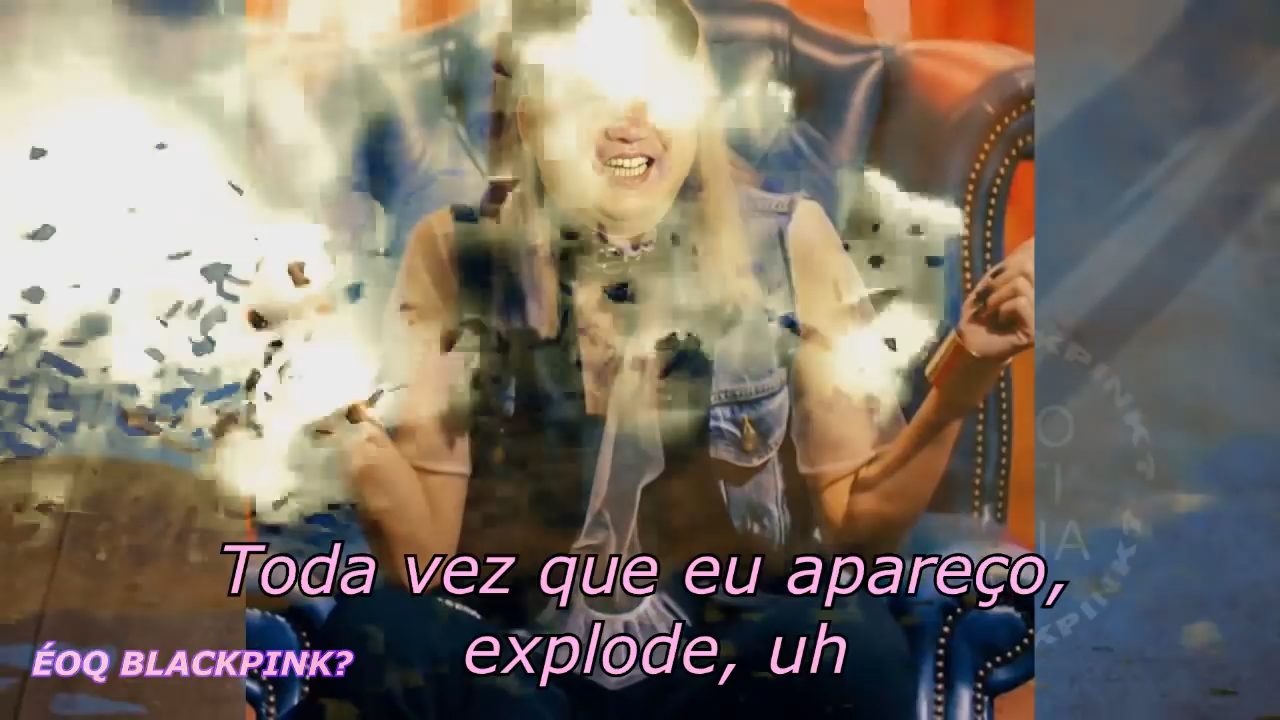 Toda vez que eu apareço,
explode, uh
ÉOQ BLACKPINK?